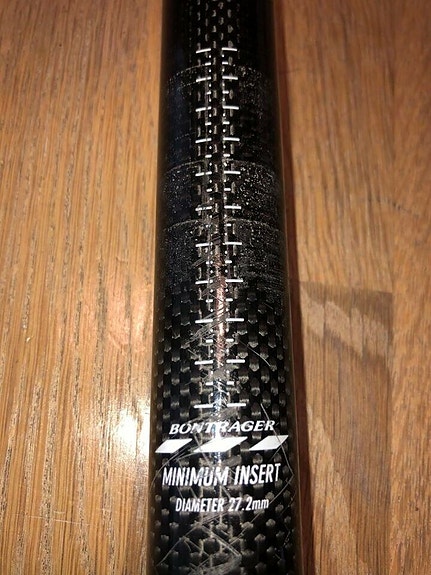 BONTRAGER
MINIMUM INSERT
DIAMETER 27.2mm